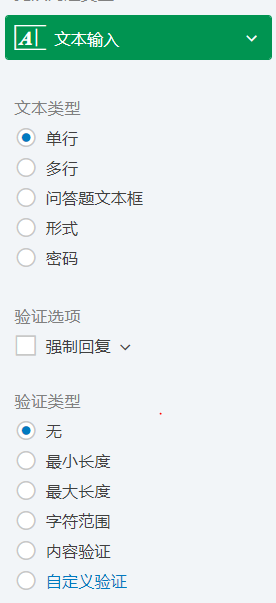 文本输入
文本类型
单行
多行
问答题文本框
形式
密码
验证选项
强制回复
验证类型
无
最小长度
最大长度
字符范围
内容验证
自定义验证